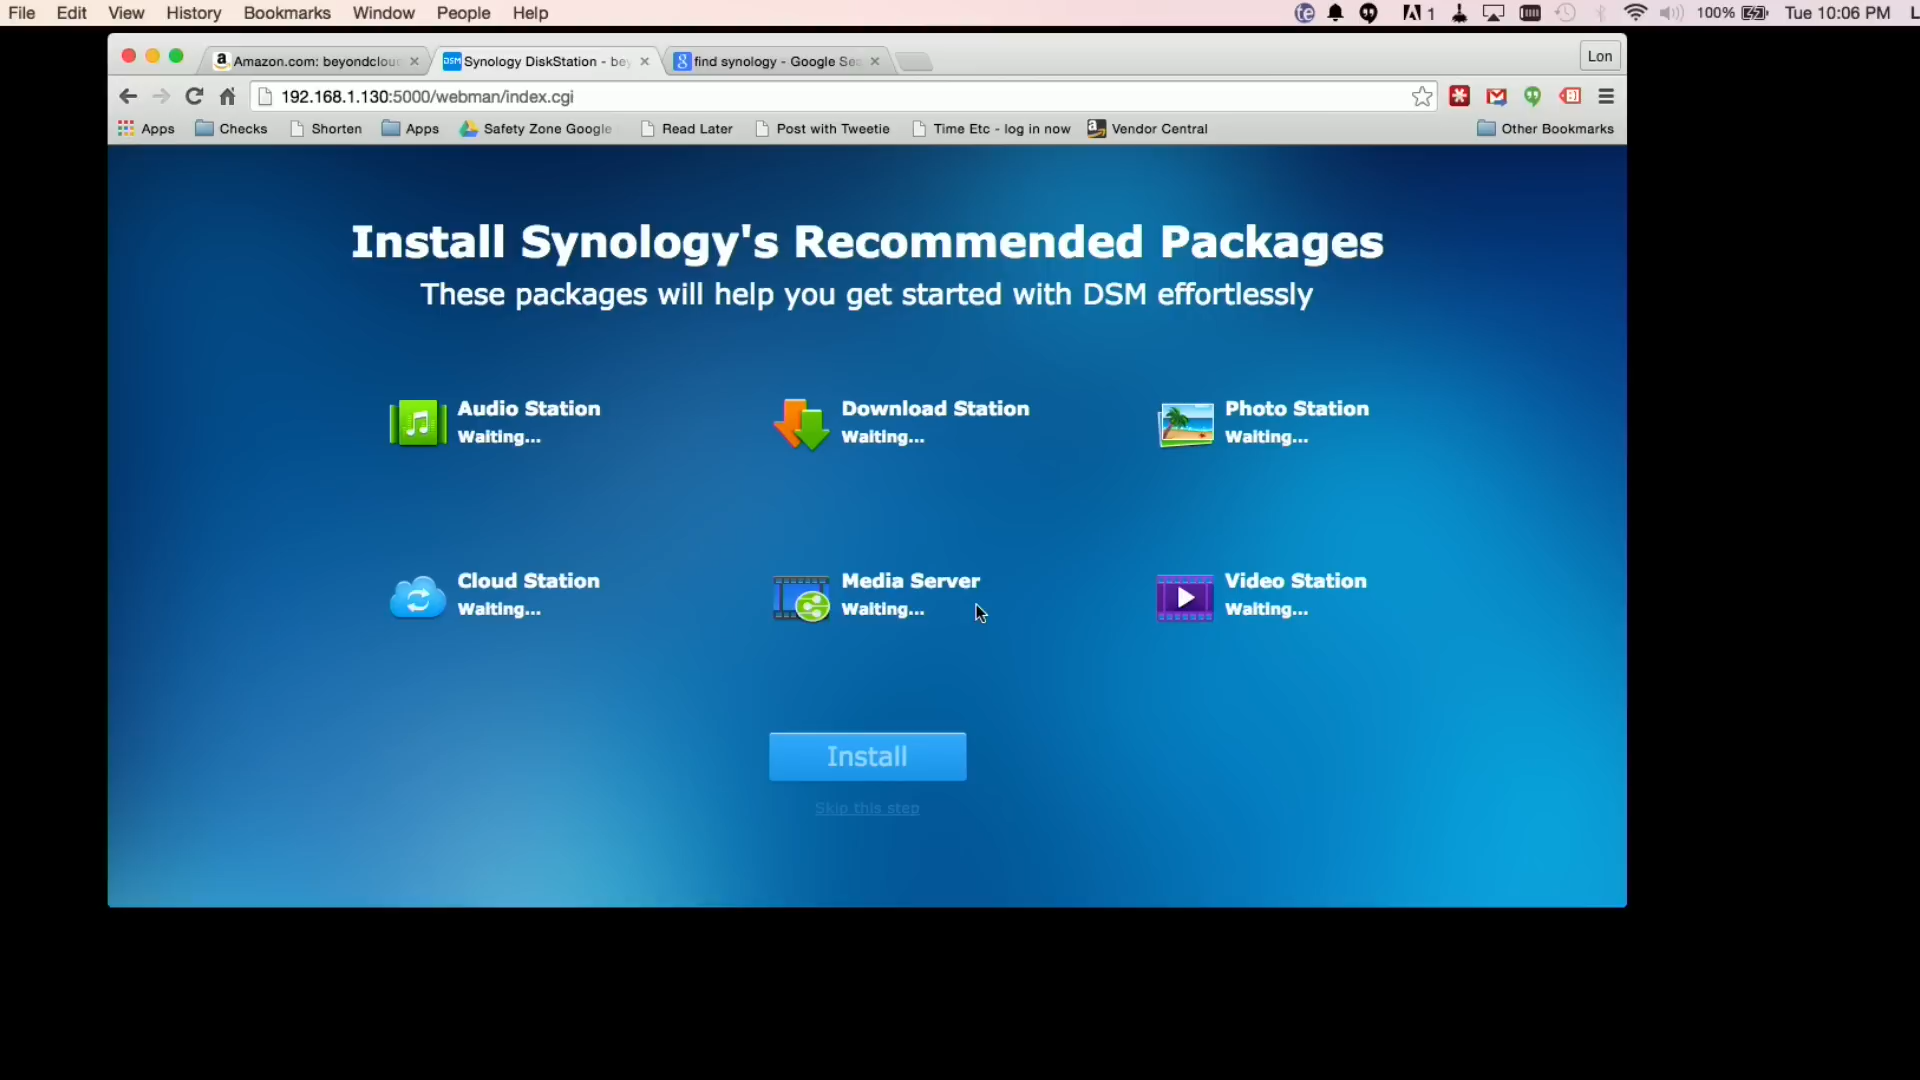 File Edit View History Bookmarks Window People Help 1 100% Tue 10:06 PM L
Amazon.com: beyondclou Synology DiskStation - bey find synology - Google Sea Lon
192.168.1.130:5000/webman/index.cgi
Apps Checks Shorten Apps Safety Zone Google Read Later Post with Tweetie Time Etc - log in now Vendor Central Other Bookmarks
Install Synology's Recommended Packages
These packages will help you get started with DSM effortlessly
Audio Station Download Station Photo Station
Waiting... Waiting... Waiting...
Cloud Station Media Server Video Station
Waiting... Waiting... Waiting...
Install
Skip this step